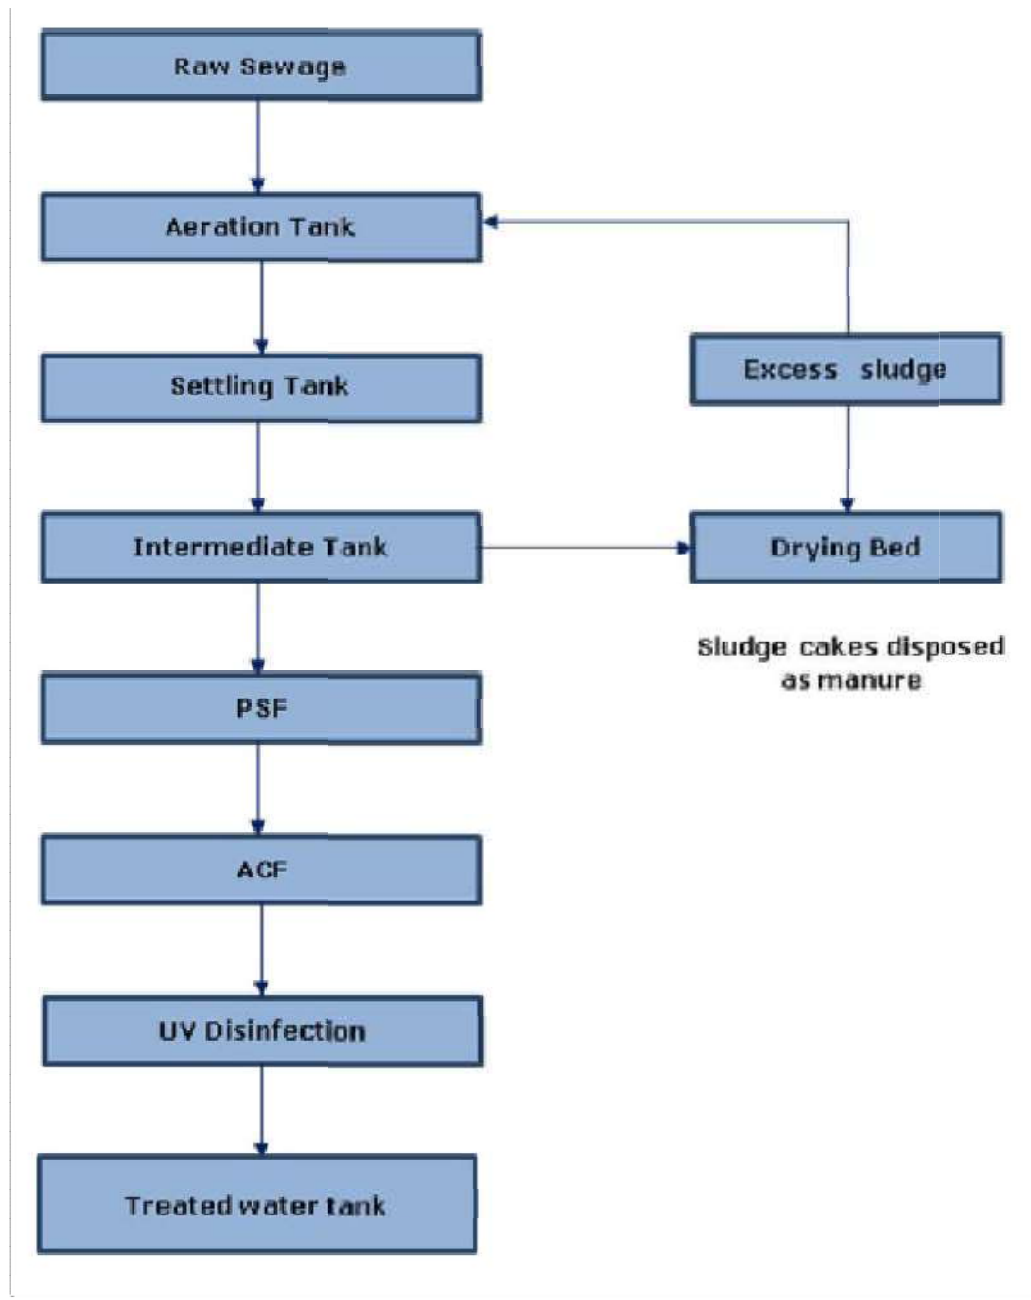 Raw Sewage
Aeration Tank
Settling Tank
Excess sludge
Intermediate Tank
Drying Bed
Sludge cakes disposed
as manure
PSF
ACF
UV Disinfection
Treated water tank